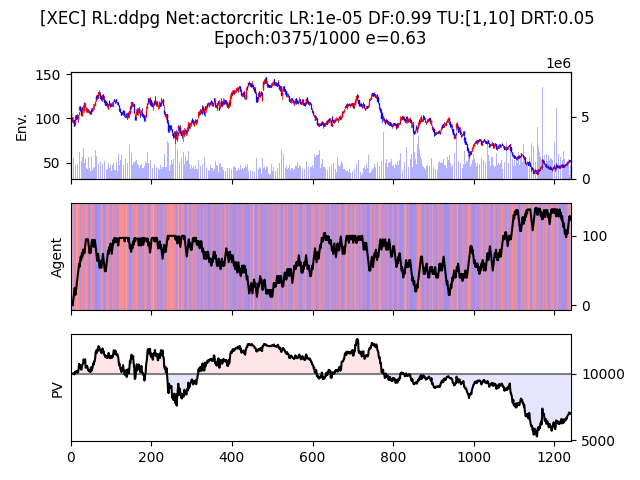 [XEC] RL:ddpg Net:actorcritic LR:1e-05 DF:0.99 TU:[1,10] DRT:0.05
Epoch:0375/1000 e=0.63
1e6
150
100
50
Env.
5
0
Agent
100
0
PV
10000
5000
0 200 400 600 800 1000 1200